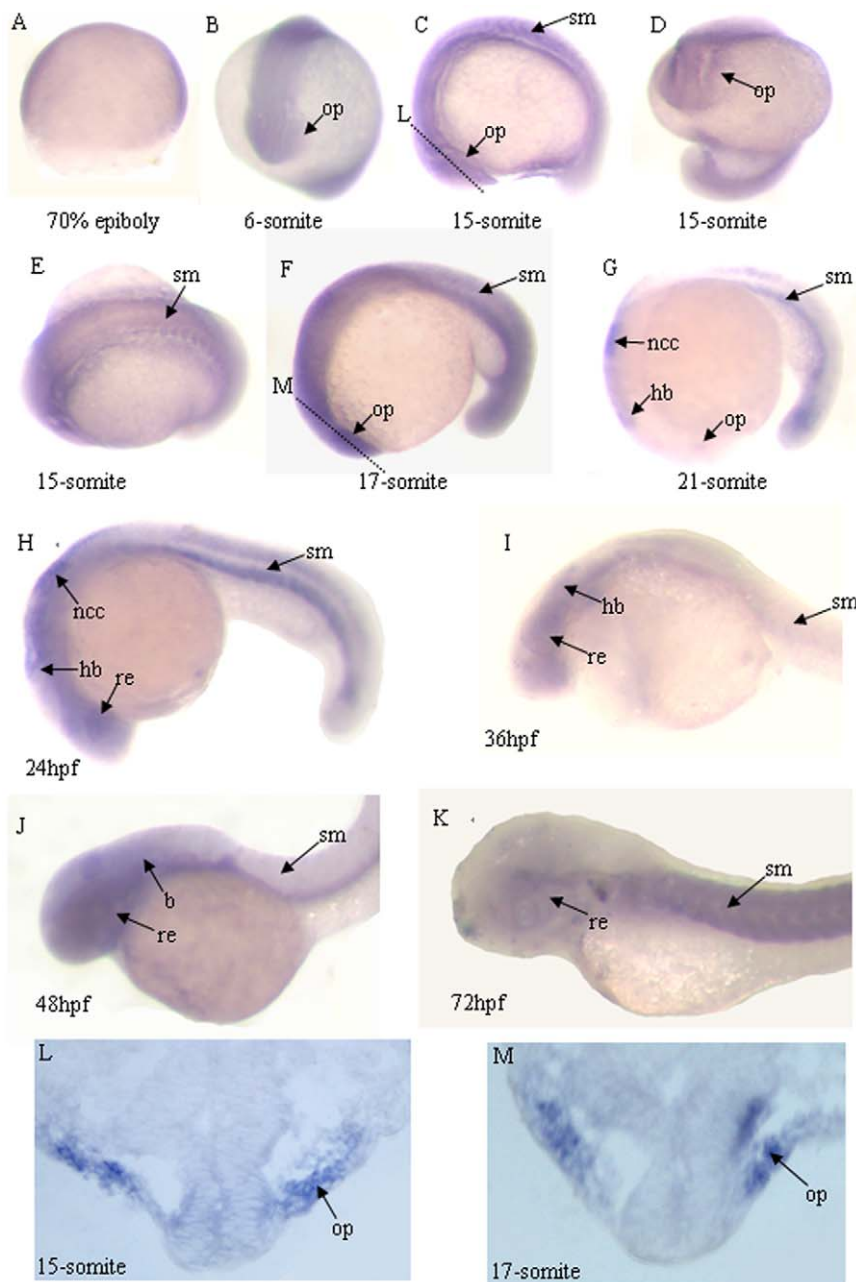 A
B
op
C
sm
L
op
D
op
70% epiboly
6-somite
15-somite
15-somite
E
sm
15-somite
F
sm
M
op
17-somite
G
sm
ncc
hb
op
21-somite
H
sm
ncc
hb
re
24hpf
I
hb
sm
re
36hpf
J
sm
b
re
48hpf
K
sm
re
72hpf
L
op
15-somite
M
op
17-somite